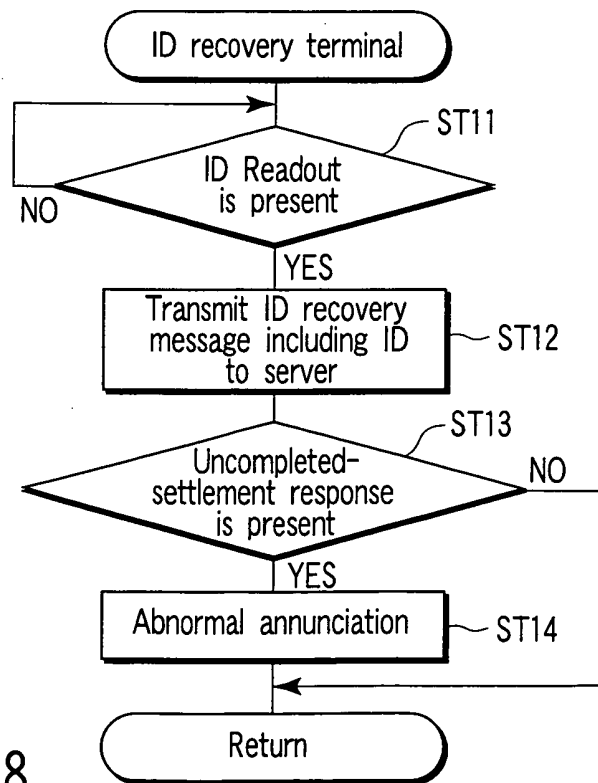 ID recovery terminal
ST11
ID Readout
is present
NO
YES
Transmit ID recovery
message including ID
to server
ST12
ST13
Uncompleted-
settlement response
is present
NO
YES
Abnormal annunciation
ST14
Return
8